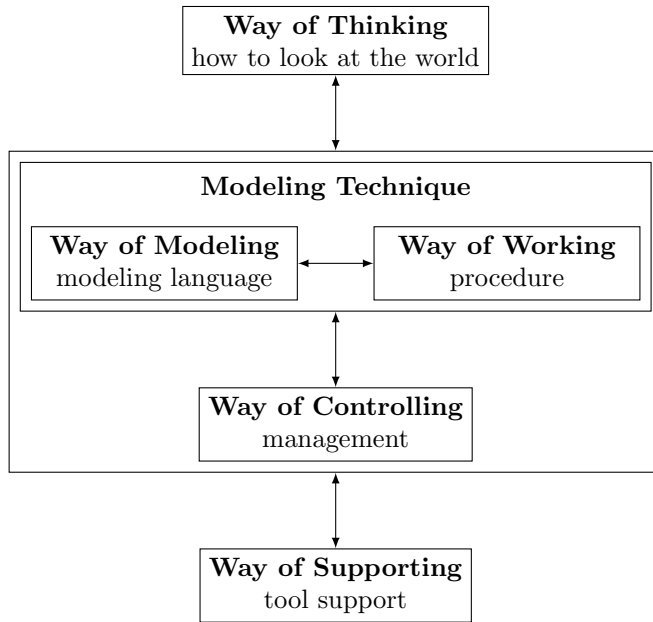 Way of Thinking
how to look at the world
Modeling Technique
Way of Modeling
modeling language
Way of Working
procedure
Way of Controlling
management
Way of Supporting
tool support